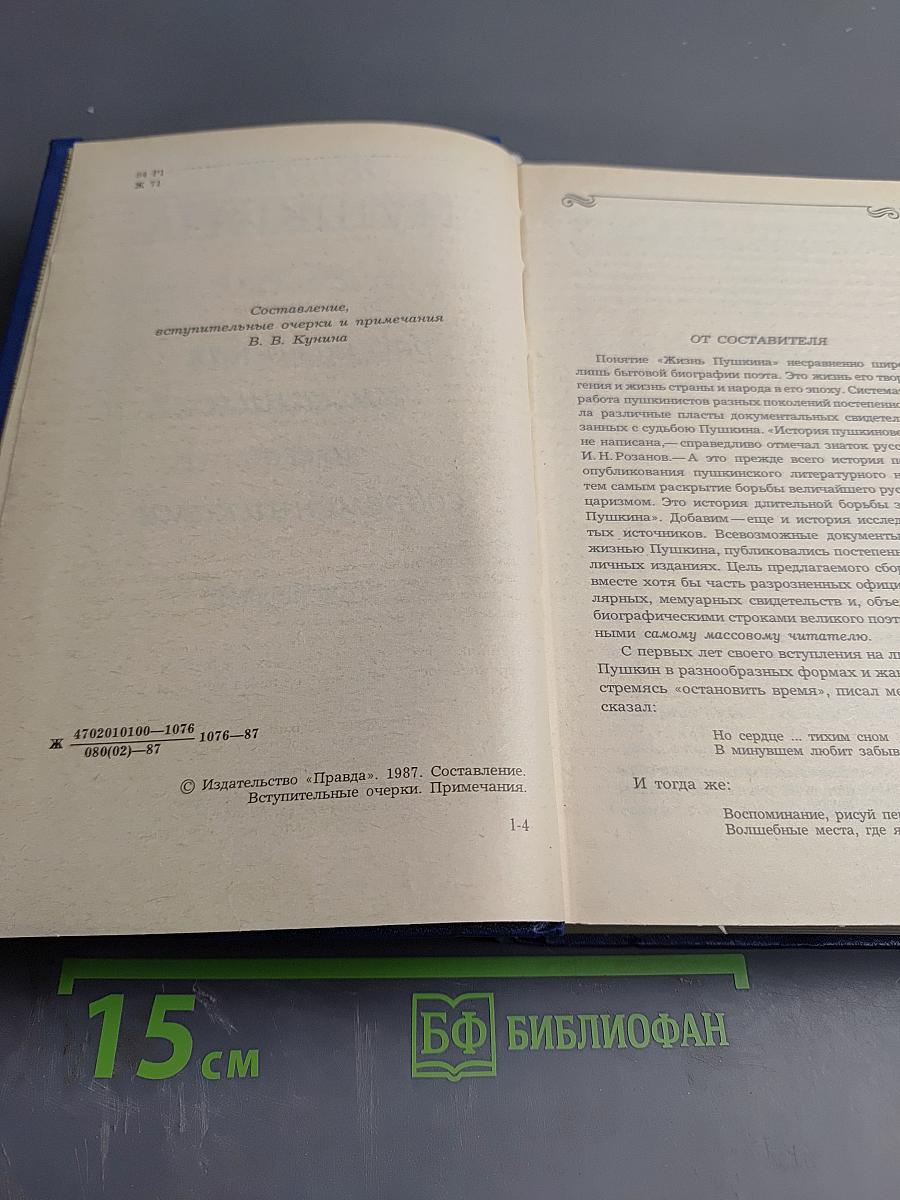 84 Р1
Ж 71
Составление,
вступительные очерки и примечания
В. В. Кунина
Ж 4702010100—1076
080(02)—87
1076—87
© Издательство «Правда». 1987. Составление.
Вступительные очерки. Примечания.
1-4
ОТ СОСТАВИТЕЛЯ
Понятие «Жизнь Пушкина» несравненно шир
лишь бытовой биографии поэта. Это жизнь его твор
гения и жизнь страны и народа в его эпоху. Система
работа пушкинистов разных поколений постепенно
ла различные пласты документальных свидетел
занных с судьбою Пушкина. «История пушкинове
не написана,— справедливо отмечал знаток русс
И. Н. Розанов.— А это прежде всего история п
опубликования пушкинского литературного н
тем самым раскрытие борьбы величайшего рус
царизмом. Это история длительной борьбы з
Пушкина». Добавим — еще и история исслед
тых источников. Всевозможные документы
жизнью Пушкина, публиковались постепенн
личных изданиях. Цель предлагаемого сбор
вместе хотя бы часть разрозненных офици
лярных, мемуарных свидетельств и, объе
биографическими строками великого поэт
ными самому массовому читателю.
С первых лет своего вступления на ли
Пушкин в разнообразных формах и жан
стремясь «остановить время», писал ме
сказал:
Но сердце ... тихим сном
В минувшем любит забыв
И тогда же:
Воспоминание, рисуй пе
Волшебные места, где я
15 см
БФ БИБЛИОФАН